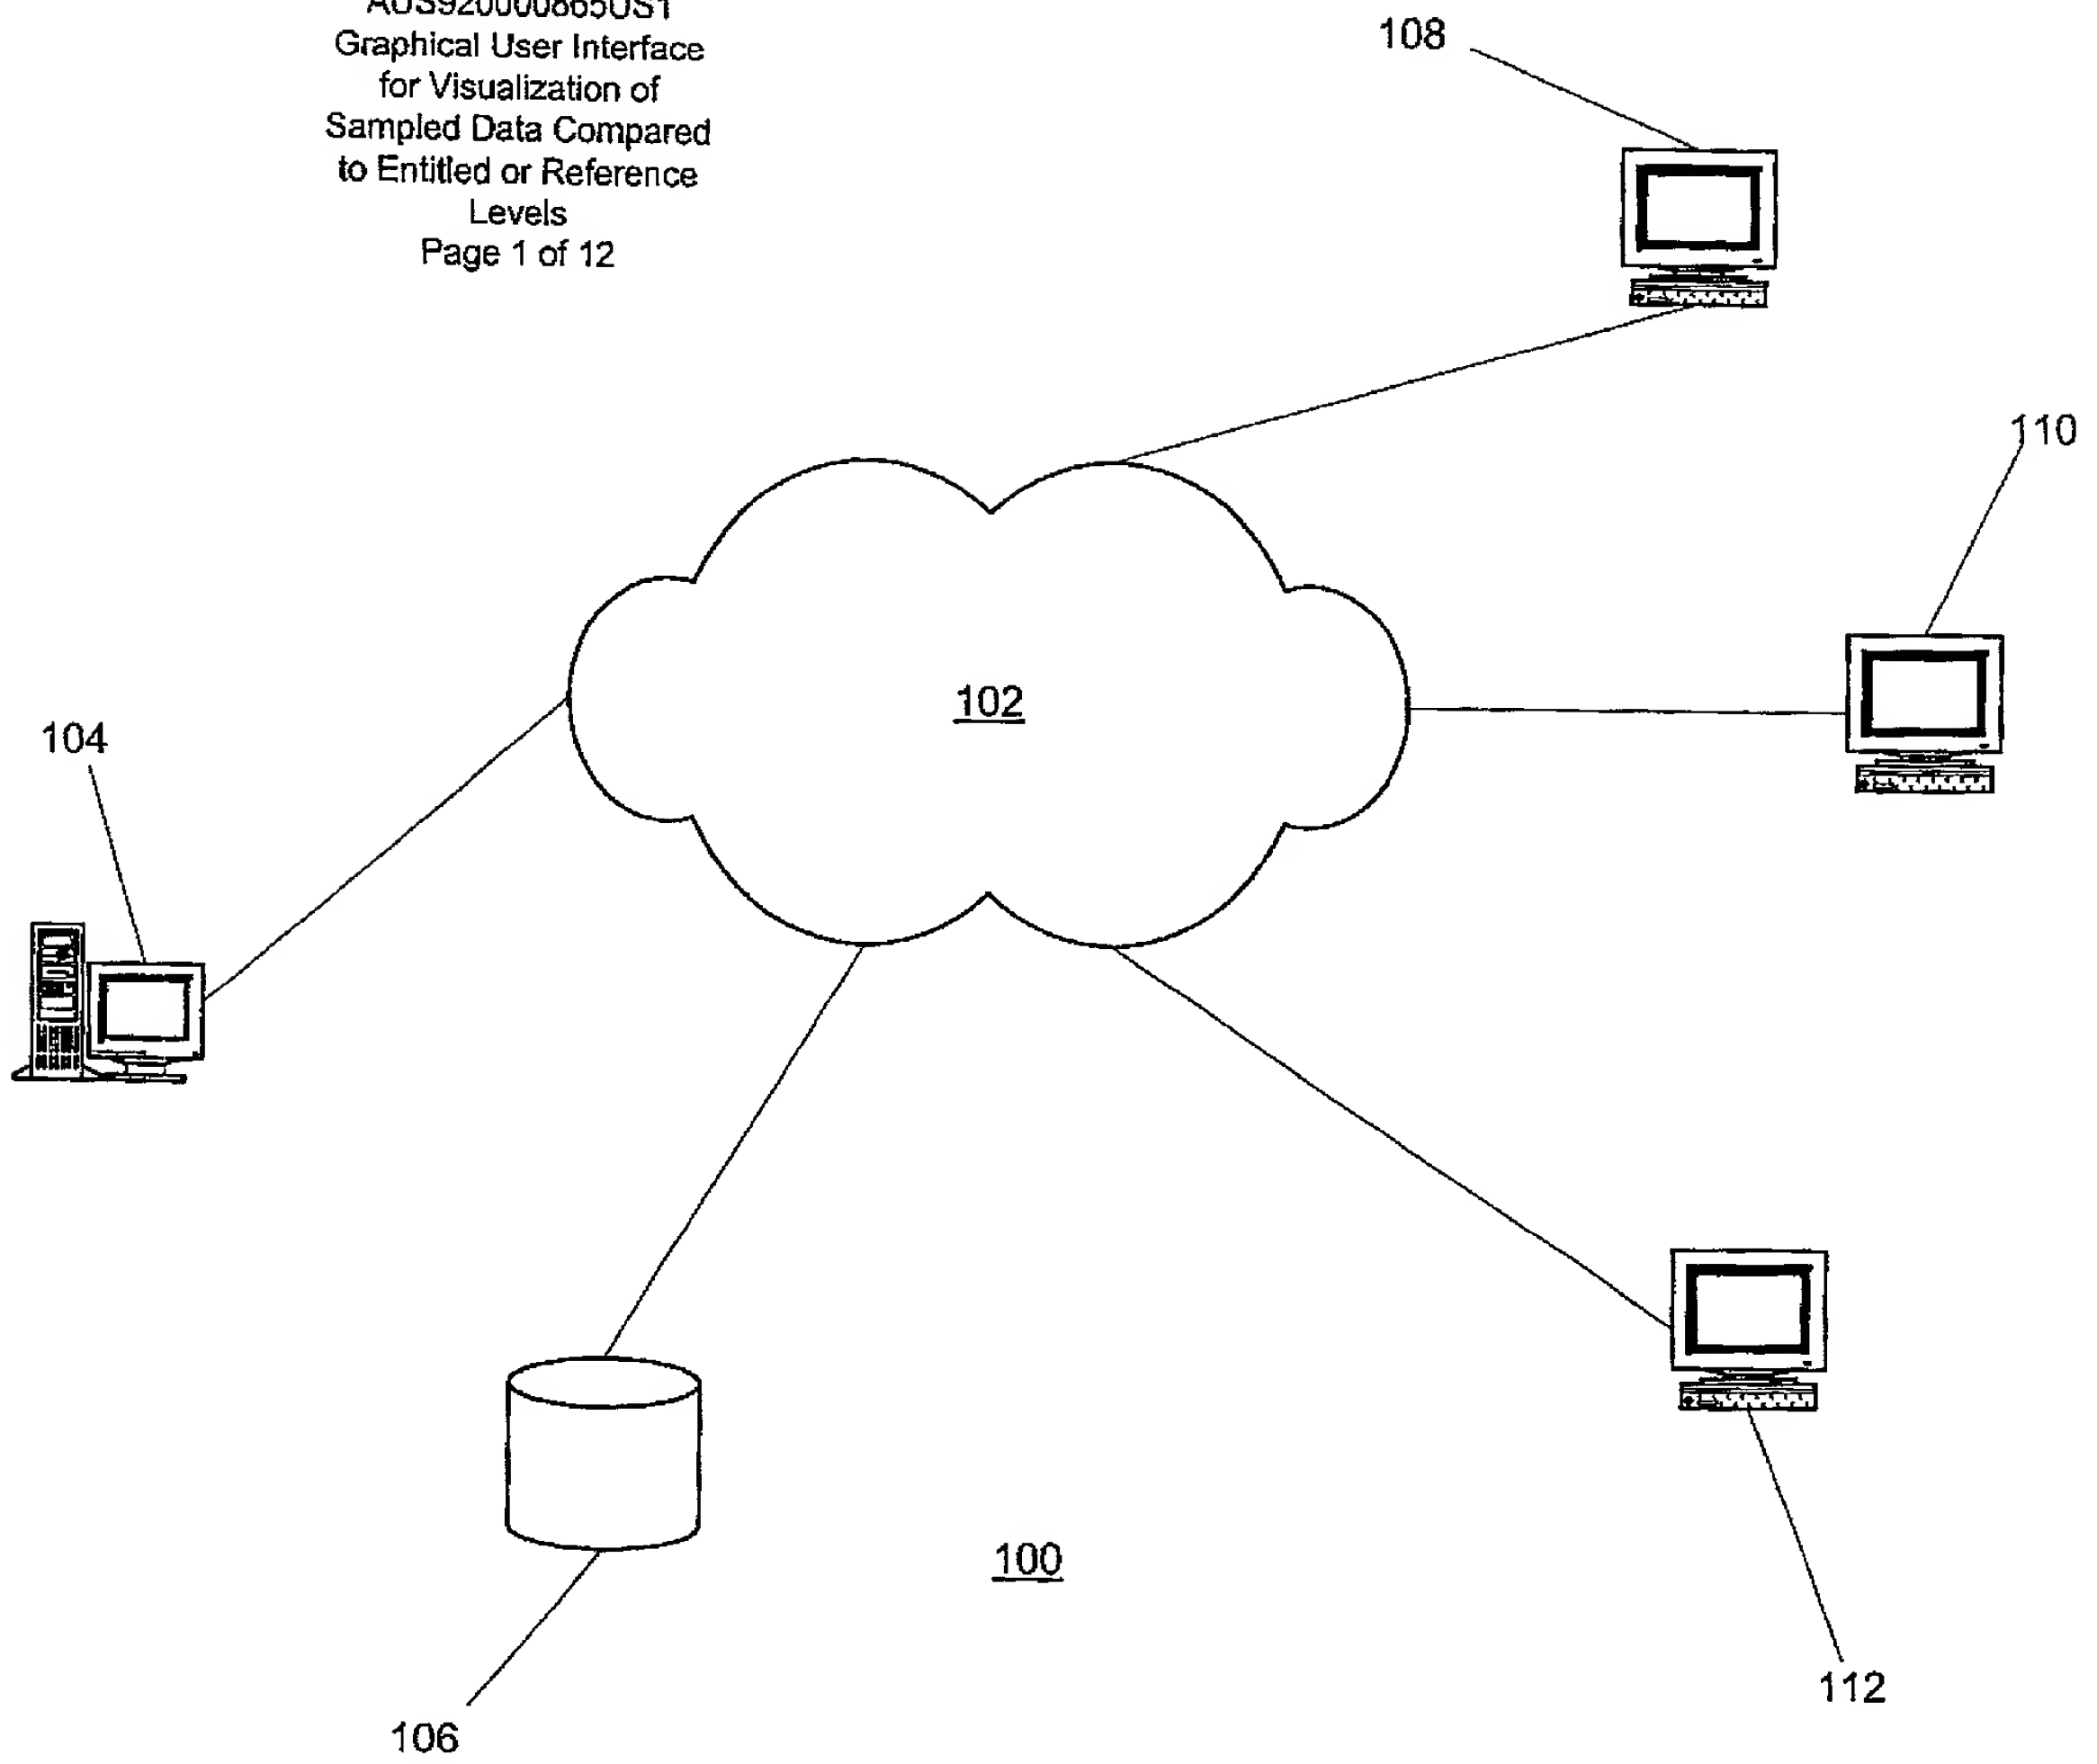 AUS920000865US1
Graphical User Interface
for Visualization of
Sampled Data Compared
to Entitled or Reference
Levels
Page 1 of 12
108
110
102
104
100
112
106